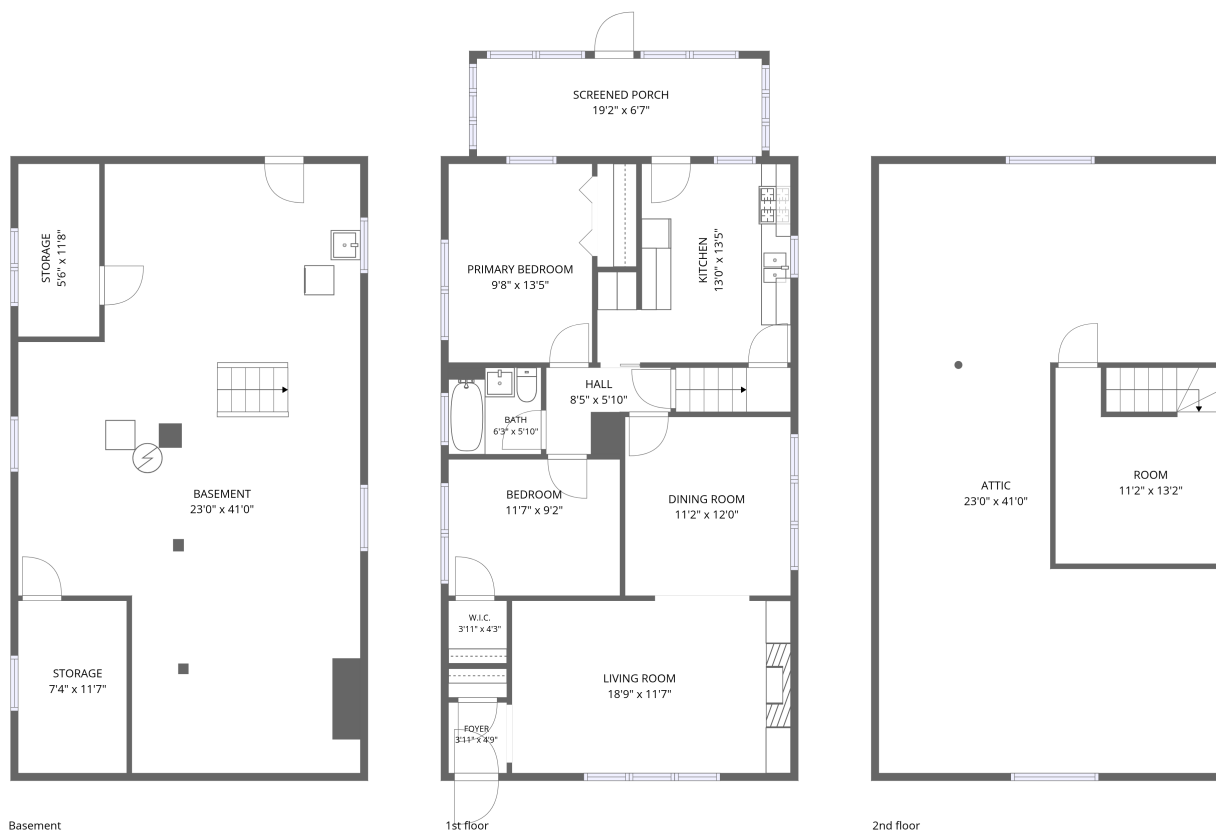 SCREENED PORCH
19'2" x 6'7"
STORAGE
5'6" x 11'8"
PRIMARY BEDROOM
9'8" x 13'5"
KITCHEN
13'0" x 13'5"
HALL
8'5" x 5'10"
BATH
6'3" x 5'10"
BASEMENT
23'0" x 41'0"
BEDROOM
11'7" x 9'2"
DINING ROOM
11'2" x 12'0"
ATTIC
23'0" x 41'0"
ROOM
11'2" x 13'2"
STORAGE
7'4" x 11'7"
W.I.C.
3'11" x 4'3"
LIVING ROOM
18'9" x 11'7"
FOYER
3'11" x 4'9"
Basement
1st floor
2nd floor